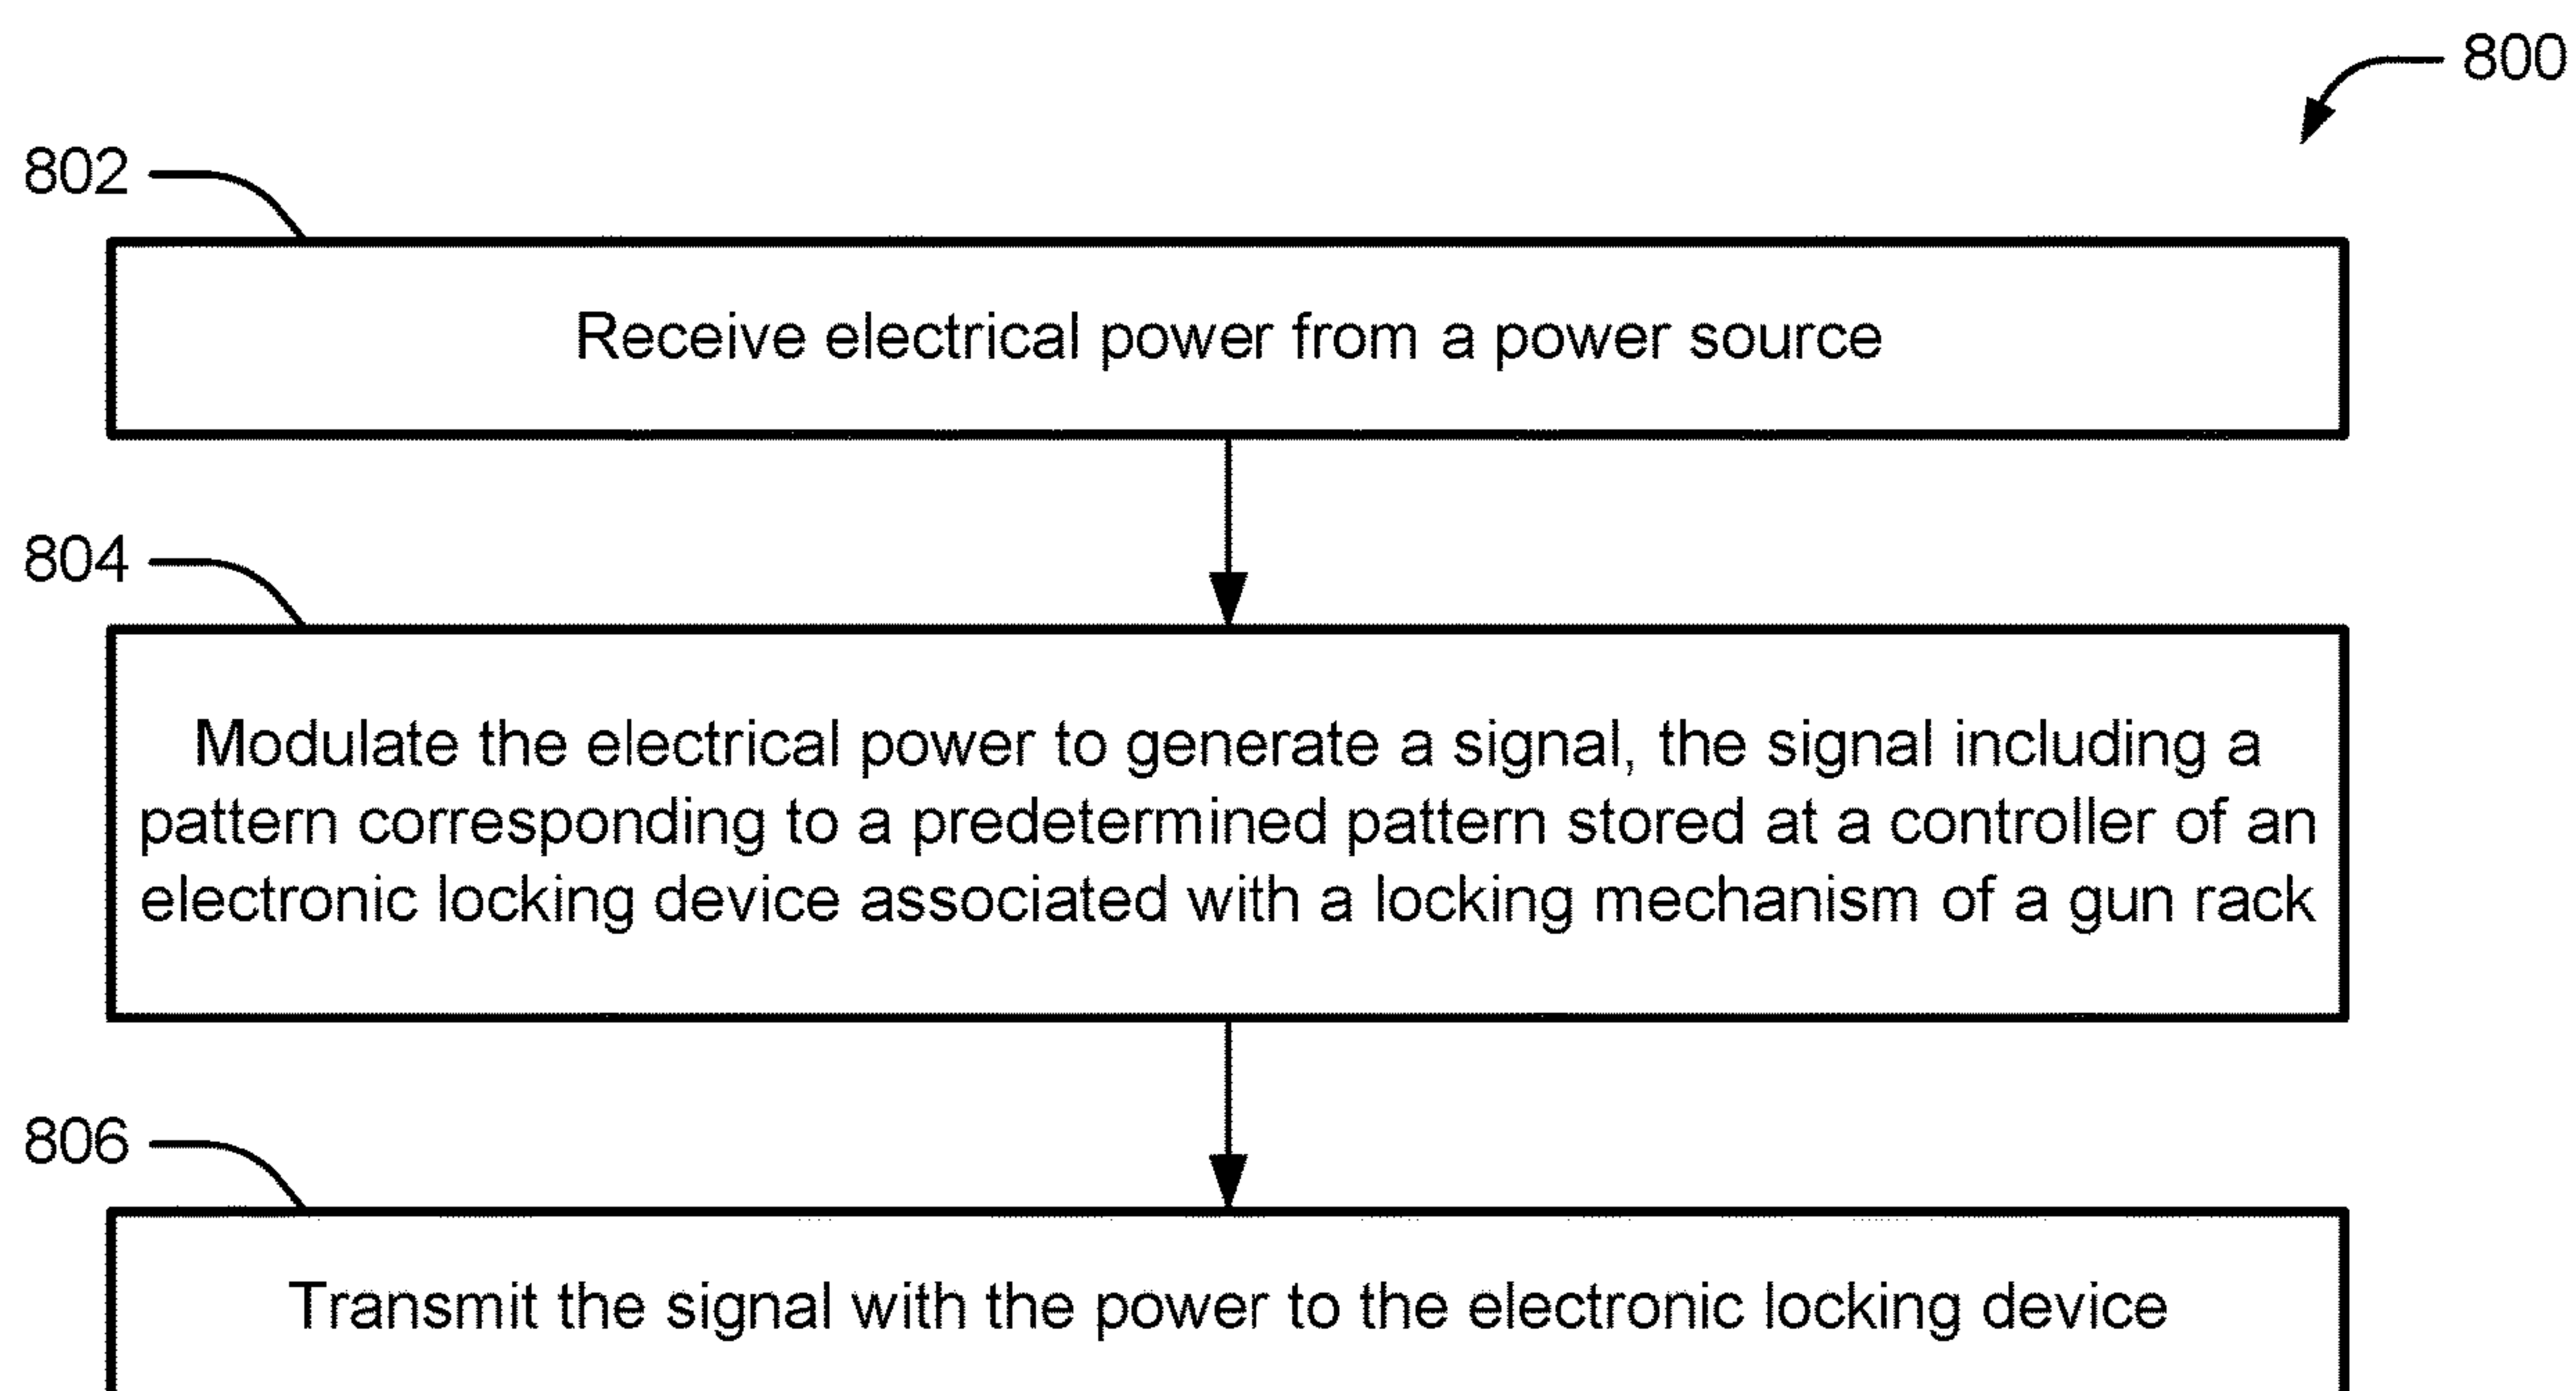 800
802
Receive electrical power from a power source
804
Modulate the electrical power to generate a signal, the signal including a
pattern corresponding to a predetermined pattern stored at a controller of an
electronic locking device associated with a locking mechanism of a gun rack
806
Transmit the signal with the power to the electronic locking device